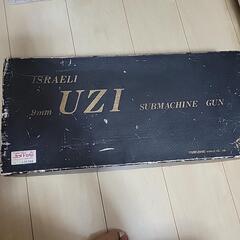 ISRAELI
9mm UZI SUBMACHINE GUN